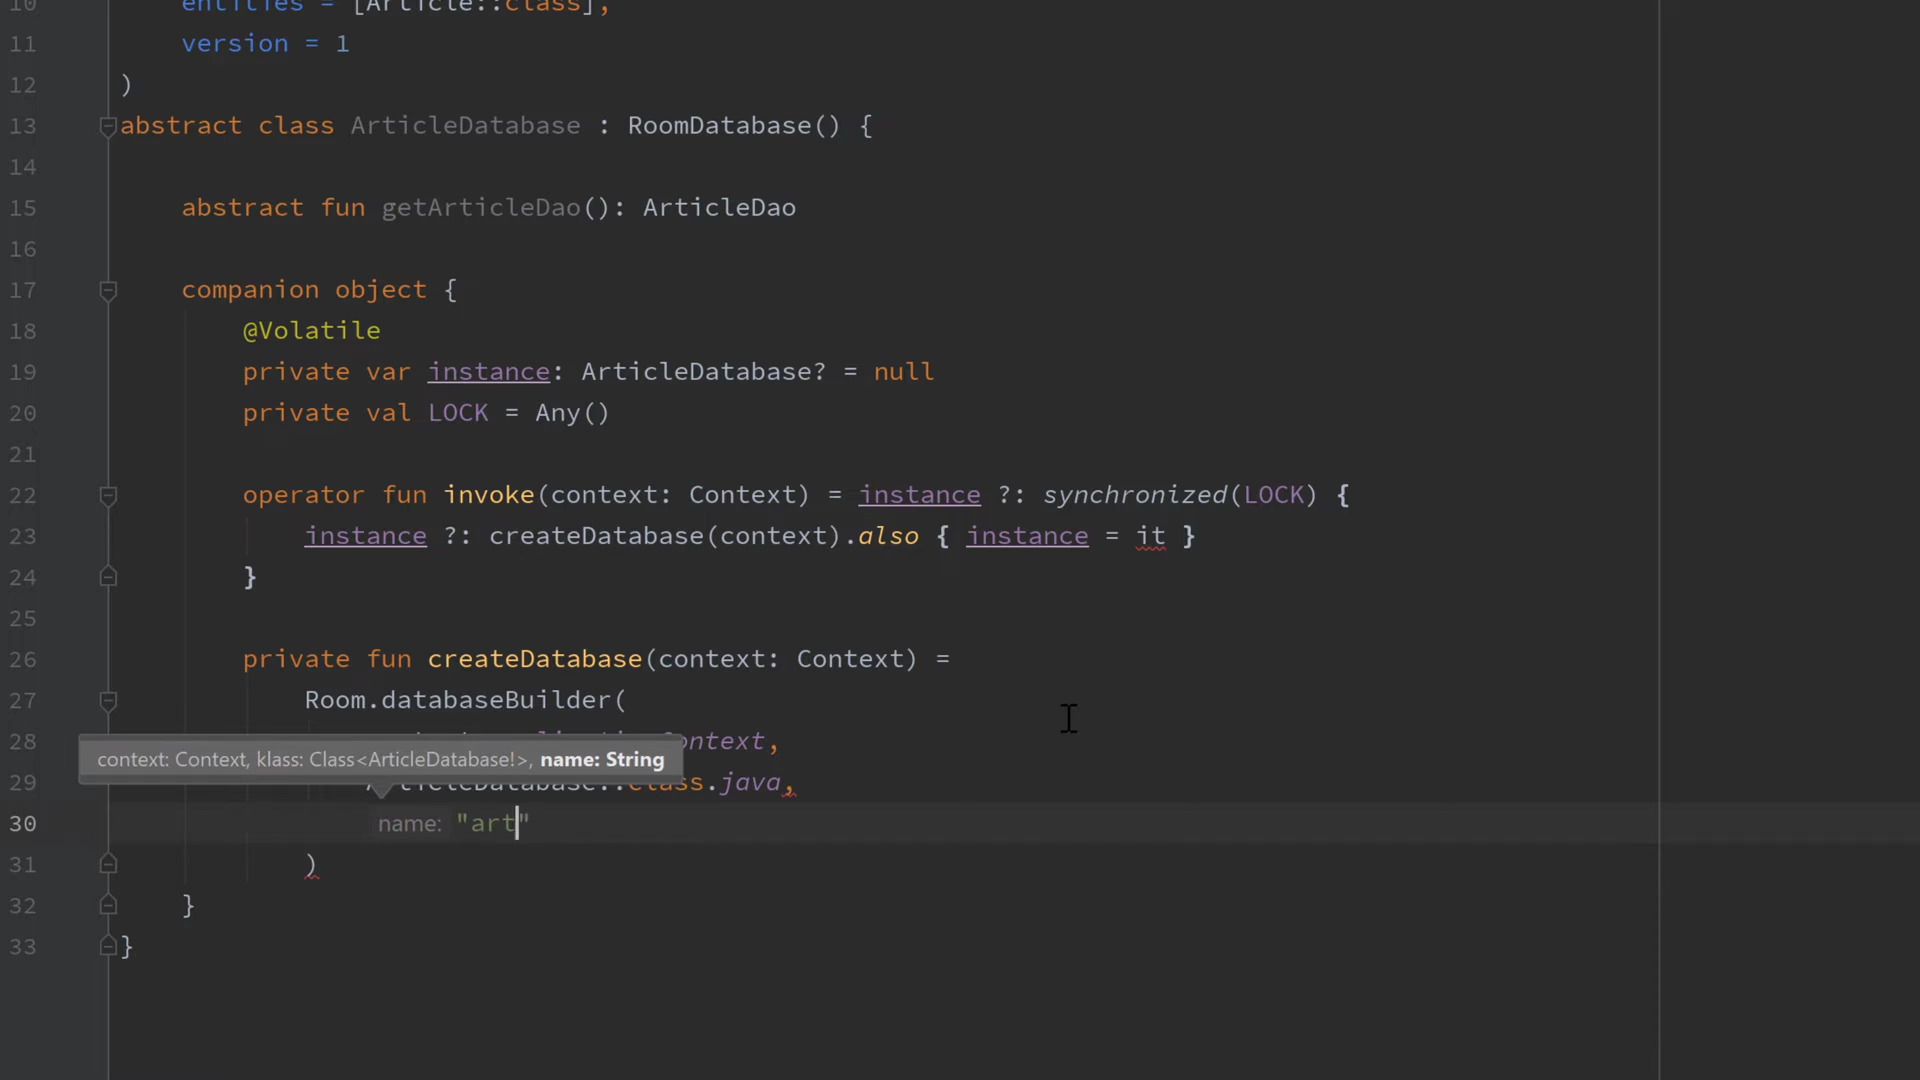 10 entities = [Article::class],
11 version = 1
12 )
13 abstract class ArticleDatabase : RoomDatabase() {
14
15 abstract fun getArticleDao(): ArticleDao
16
17 companion object {
18 @Volatile
19 private var instance: ArticleDatabase? = null
20 private val LOCK = Any()
21
22 operator fun invoke(context: Context) = instance ?: synchronized(LOCK) {
23 instance ?: createDatabase(context).also { instance = it }
24 }
25
26 private fun createDatabase(context: Context) =
27 Room.databaseBuilder(
28 Context,
context: Context, klass: Class<ArticleDatabase!>, name: String
29 ArticleDatabase::class.java,
30 name: "art"
31 )
32 }
33 }